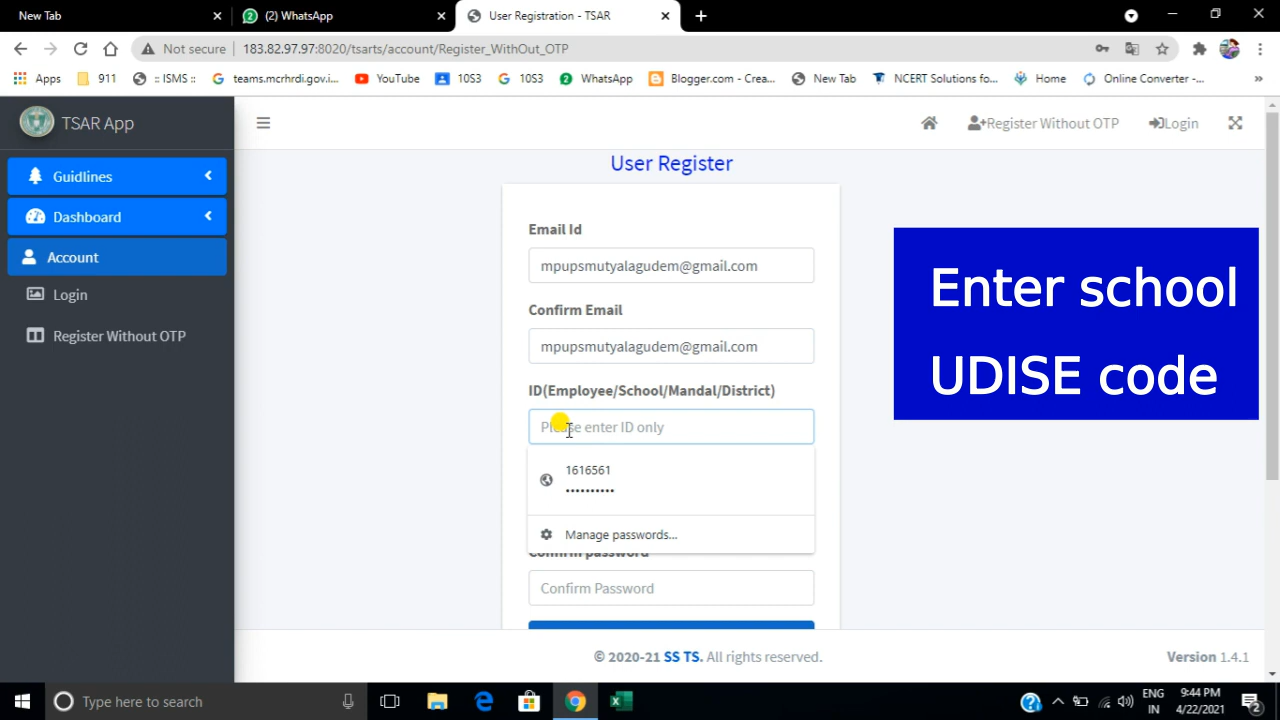 New Tab
(2) WhatsApp
User Registration - TSAR
Not secure
183.82.97.97:8020/tsarts/account/Register_WithOut_OTP
Apps
911
:: ISMS ::
teams.mcrhrdi.gov.i...
YouTube
10S3
10S3
WhatsApp
Blogger.com - Crea...
New Tab
NCERT Solutions fo...
Home
Online Converter -...
»
TSAR App
Register Without OTP
Login
Guidlines
Dashboard
Account
Login
Register Without OTP
User Register
Email Id
mpupsmutyalagudem@gmail.com
Confirm Email
mpupsmutyalagudem@gmail.com
ID(Employee/School/Mandal/District)
Please enter ID only
1616561
••••••••••
Manage passwords...
Confirm password
Confirm Password
Enter school
UDISE code
© 2020-21 SS TS. All rights reserved.
Version 1.4.1
Type here to search
ENG
IN
9:44 PM
4/22/2021
2